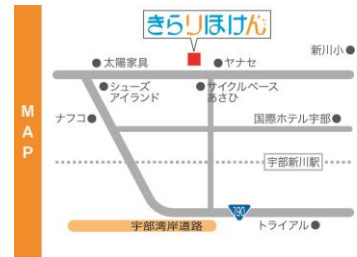 きらりほけん
新川小
太陽家具
ヤナセ
シューズ
アイランド
サイクルベース
あさひ
MAP
ナフコ
国際ホテル宇部
宇部新川駅
190
宇部湾岸道路
トライアル